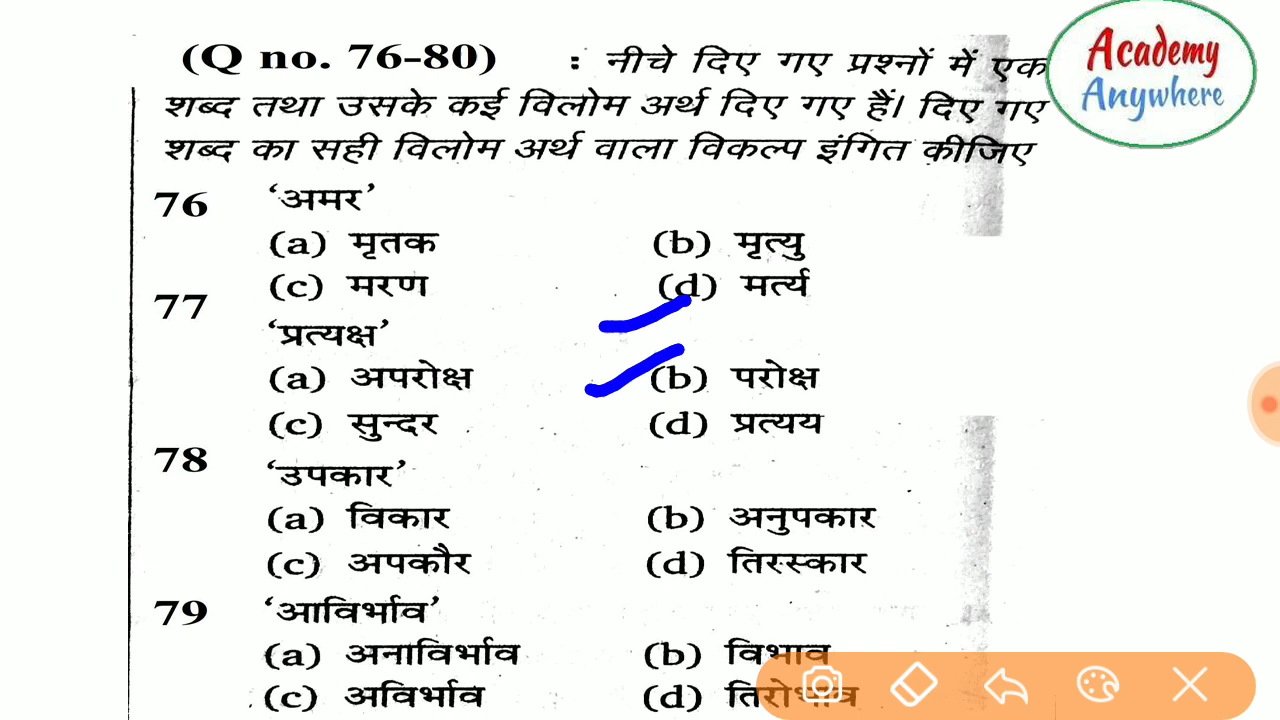 (Q no. 76-80) : नीचे दिए गए प्रश्नों में एक
शब्द तथा उसके कई विलोम अर्थ दिए गए हैं। दिए गए
शब्द का सही विलोम अर्थ वाला विकल्प इंगित कीजिए
Academy
Anywhere
76 ‘अमर’
(a) मृतक (b) मृत्यु
(c) मरण (d) मर्त्य
77 ‘प्रत्यक्ष’
(a) अपरोक्ष (b) परोक्ष
(c) सुन्दर (d) प्रत्यय
78 ‘उपकार’
(a) विकार (b) अनुपकार
(c) अपकौर (d) तिरस्कार
79 ‘आविर्भाव’
(a) अनाविर्भाव (b) विभाव
(c) अविर्भाव (d) तिरोभाव